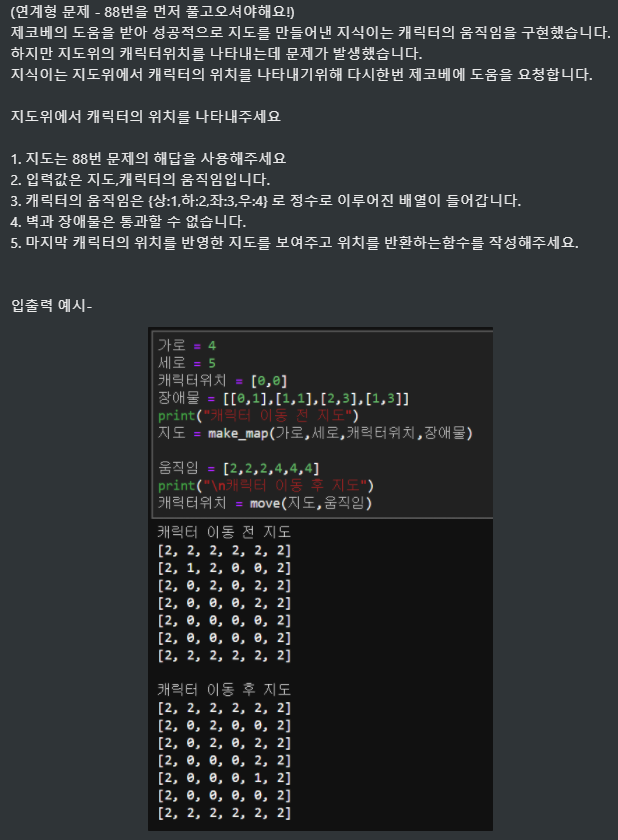 (연계형 문제 - 88번을 먼저 풀고오셔야해요!)
제코베의 도움을 받아 성공적으로 지도를 만들어낸 지식이는 캐릭터의 움직임을 구현했습니다.
하지만 지도위의 캐릭터위치를 나타내는데 문제가 발생했습니다.
지식이는 지도위에서 캐릭터의 위치를 나타내기위해 다시한번 제코베에 도움을 요청합니다.
지도위에서 캐릭터의 위치를 나타내주세요
1. 지도는 88번 문제의 해답을 사용해주세요
2. 입력값은 지도,캐릭터의 움직임입니다.
3. 캐릭터의 움직임은 {상:1,하:2,좌:3,우:4} 로 정수로 이루어진 배열이 들어갑니다.
4. 벽과 장애물은 통과할 수 없습니다.
5. 마지막 캐릭터의 위치를 반영한 지도를 보여주고 위치를 반환하는함수를 작성해주세요.
입출력 예시-
가로 = 4
세로 = 5
캐릭터위치 = [0,0]
장애물 = [[0,1],[1,1],[2,3],[1,3]]
print("캐릭터 이동 전 지도")
지도 = make_map(가로,세로,캐릭터위치,장애물)
움직임 = [2,2,2,4,4,4]
print("\n캐릭터 이동 후 지도")
캐릭터위치 = move(지도,움직임)
캐릭터 이동 전 지도
[2, 2, 2, 2, 2, 2]
[2, 1, 2, 0, 0, 2]
[2, 0, 2, 0, 2, 2]
[2, 0, 0, 0, 2, 2]
[2, 0, 0, 0, 0, 2]
[2, 0, 0, 0, 0, 2]
[2, 2, 2, 2, 2, 2]
캐릭터 이동 후 지도
[2, 2, 2, 2, 2, 2]
[2, 0, 2, 0, 0, 2]
[2, 0, 2, 0, 2, 2]
[2, 0, 0, 0, 2, 2]
[2, 0, 0, 0, 1, 2]
[2, 0, 0, 0, 0, 2]
[2, 2, 2, 2, 2, 2]